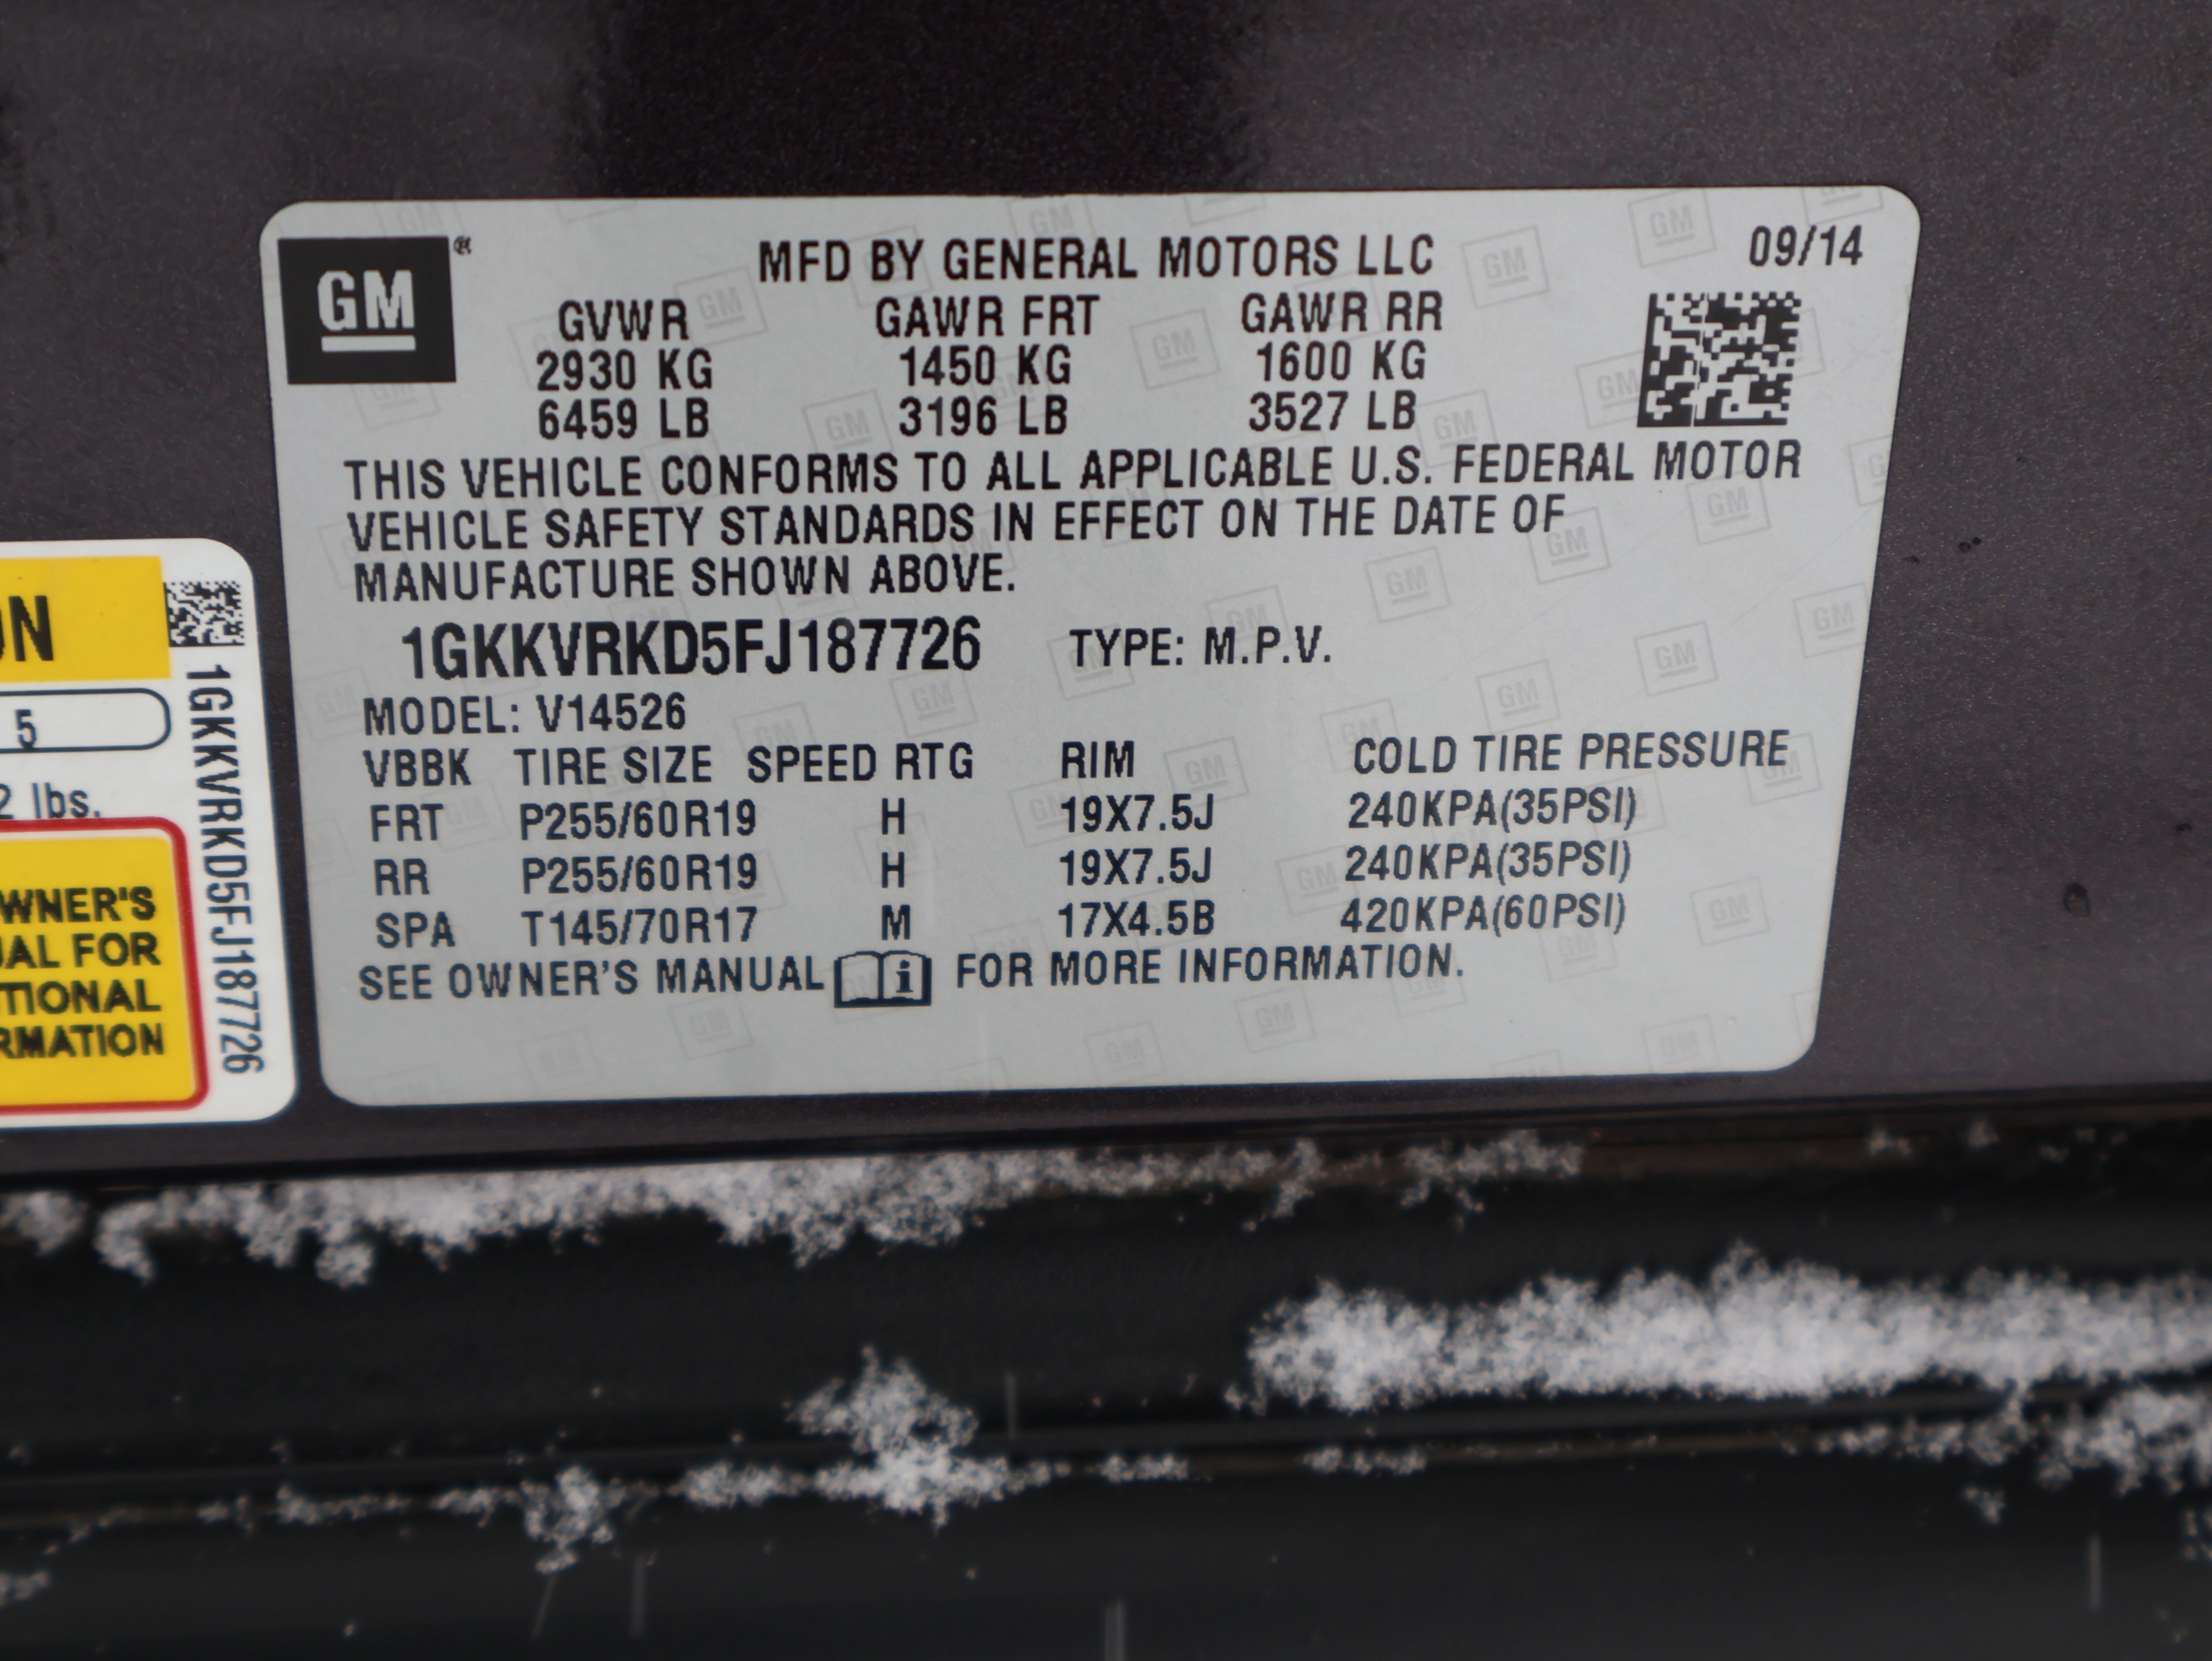 GM®
MFD BY GENERAL MOTORS LLC 09/14
GVWR GAWR FRT GAWR RR
2930 KG 1450 KG 1600 KG
6459 LB 3196 LB 3527 LB
THIS VEHICLE CONFORMS TO ALL APPLICABLE U.S. FEDERAL MOTOR
VEHICLE SAFETY STANDARDS IN EFFECT ON THE DATE OF
MANUFACTURE SHOWN ABOVE.
1GKKVRKD5FJ187726 TYPE: M.P.V.
MODEL: V14526
VBBK TIRE SIZE SPEED RTG RIM COLD TIRE PRESSURE
FRT P255/60R19 H 19X7.5J 240KPA(35PSI)
RR P255/60R19 H 19X7.5J 240KPA(35PSI)
SPA T145/70R17 M 17X4.5B 420KPA(60PSI)
SEE OWNER'S MANUAL i FOR MORE INFORMATION.
5
lbs.
FOR
1GKKVRKD5FJ187726